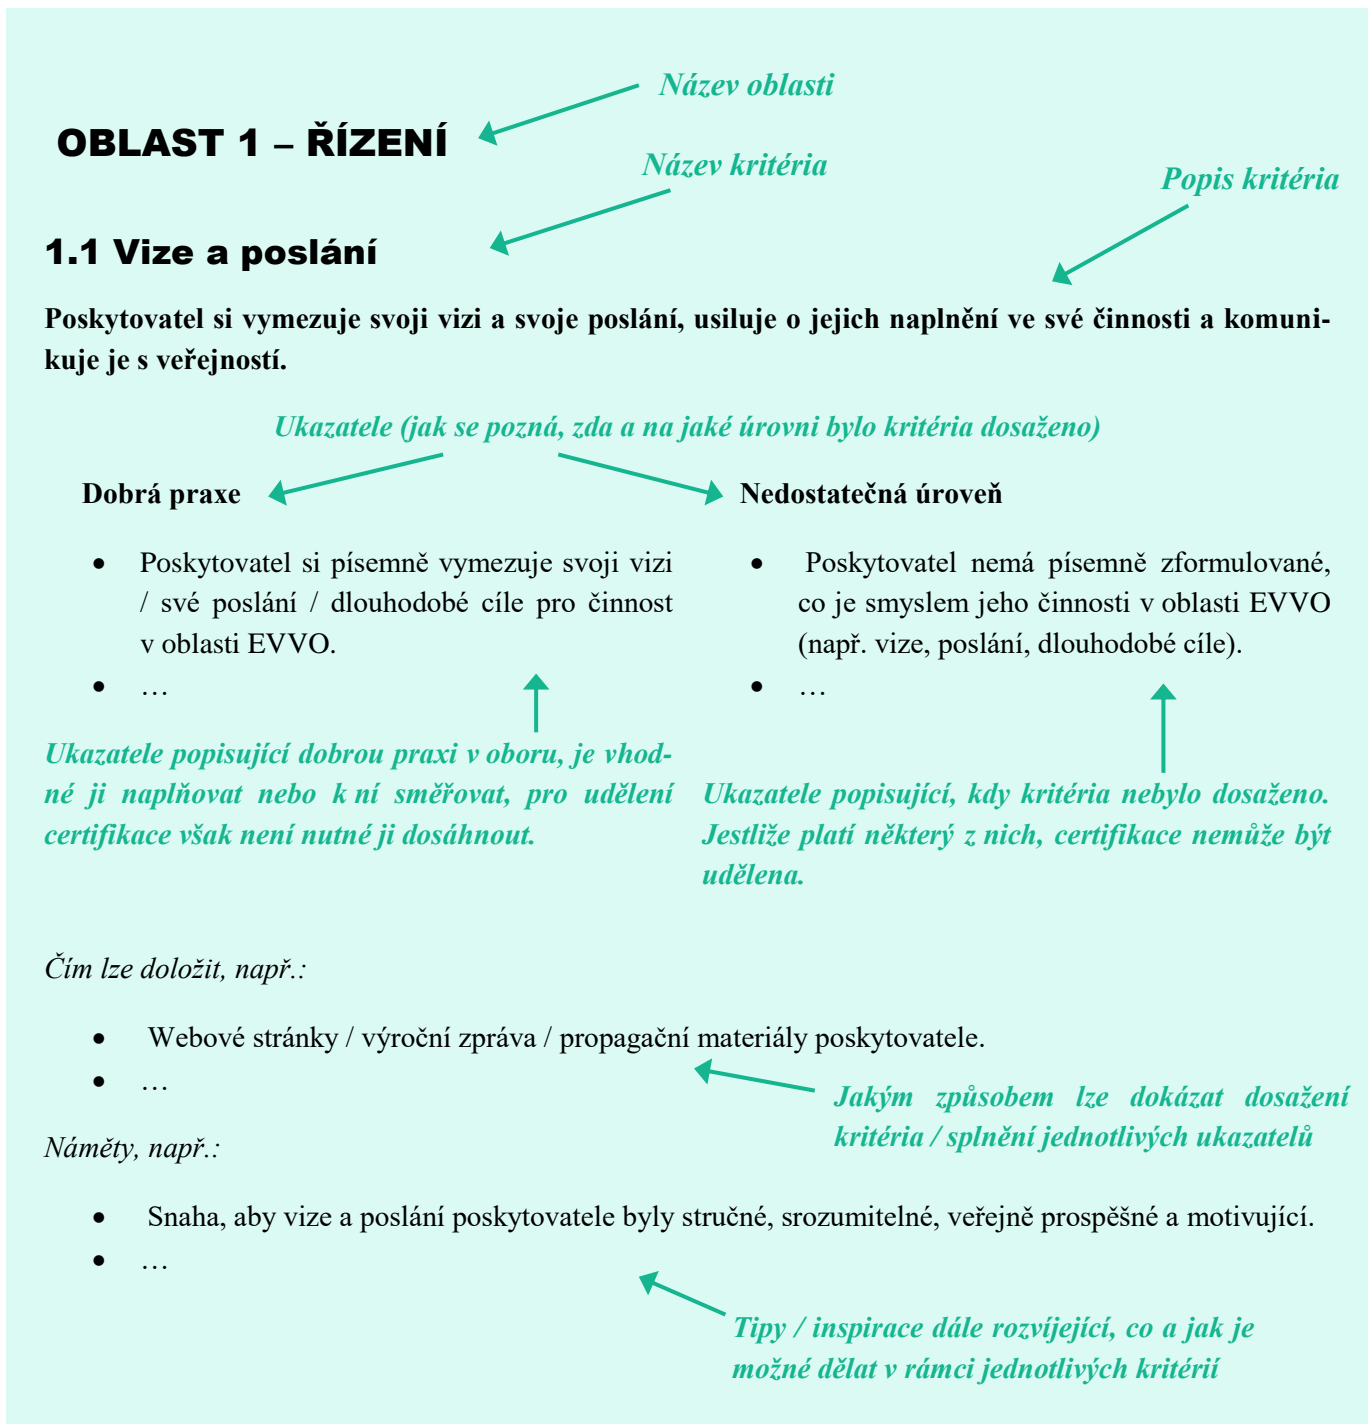 Název oblasti
OBLAST 1 – ŘÍZENÍ
Název kritéria
Popis kritéria
1.1 Vize a poslání
Poskytovatel si vymezuje svoji vizi a svoje poslání, usiluje o jejich naplnění ve své činnosti a komuni-
kuje je s veřejností.
Ukazatele (jak se pozná, zda a na jaké úrovni bylo kritéria dosaženo)
Dobrá praxe
• Poskytovatel si písemně vymezuje svoji vizi
/ své poslání / dlouhodobé cíle pro činnost
v oblasti EVVO.
• …
Ukazatele popisující dobrou praxi v oboru, je vhod-
né ji naplňovat nebo k ní směřovat, pro udělení
certifikace však není nutné ji dosáhnout.
Nedostatečná úroveň
• Poskytovatel nemá písemně zformulované,
co je smyslem jeho činnosti v oblasti EVVO
(např. vize, poslání, dlouhodobé cíle).
• …
Ukazatele popisující, kdy kritéria nebylo dosaženo.
Jestliže platí některý z nich, certifikace nemůže být
udělena.
Čím lze doložit, např.:
• Webové stránky / výroční zpráva / propagační materiály poskytovatele.
• …
Jakým způsobem lze dokázat dosažení
kritéria / splnění jednotlivých ukazatelů
Náměty, např.:
• Snaha, aby vize a poslání poskytovatele byly stručné, srozumitelné, veřejně prospěšné a motivující.
• …
Tipy / inspirace dále rozvíjející, co a jak je
možné dělat v rámci jednotlivých kritérií